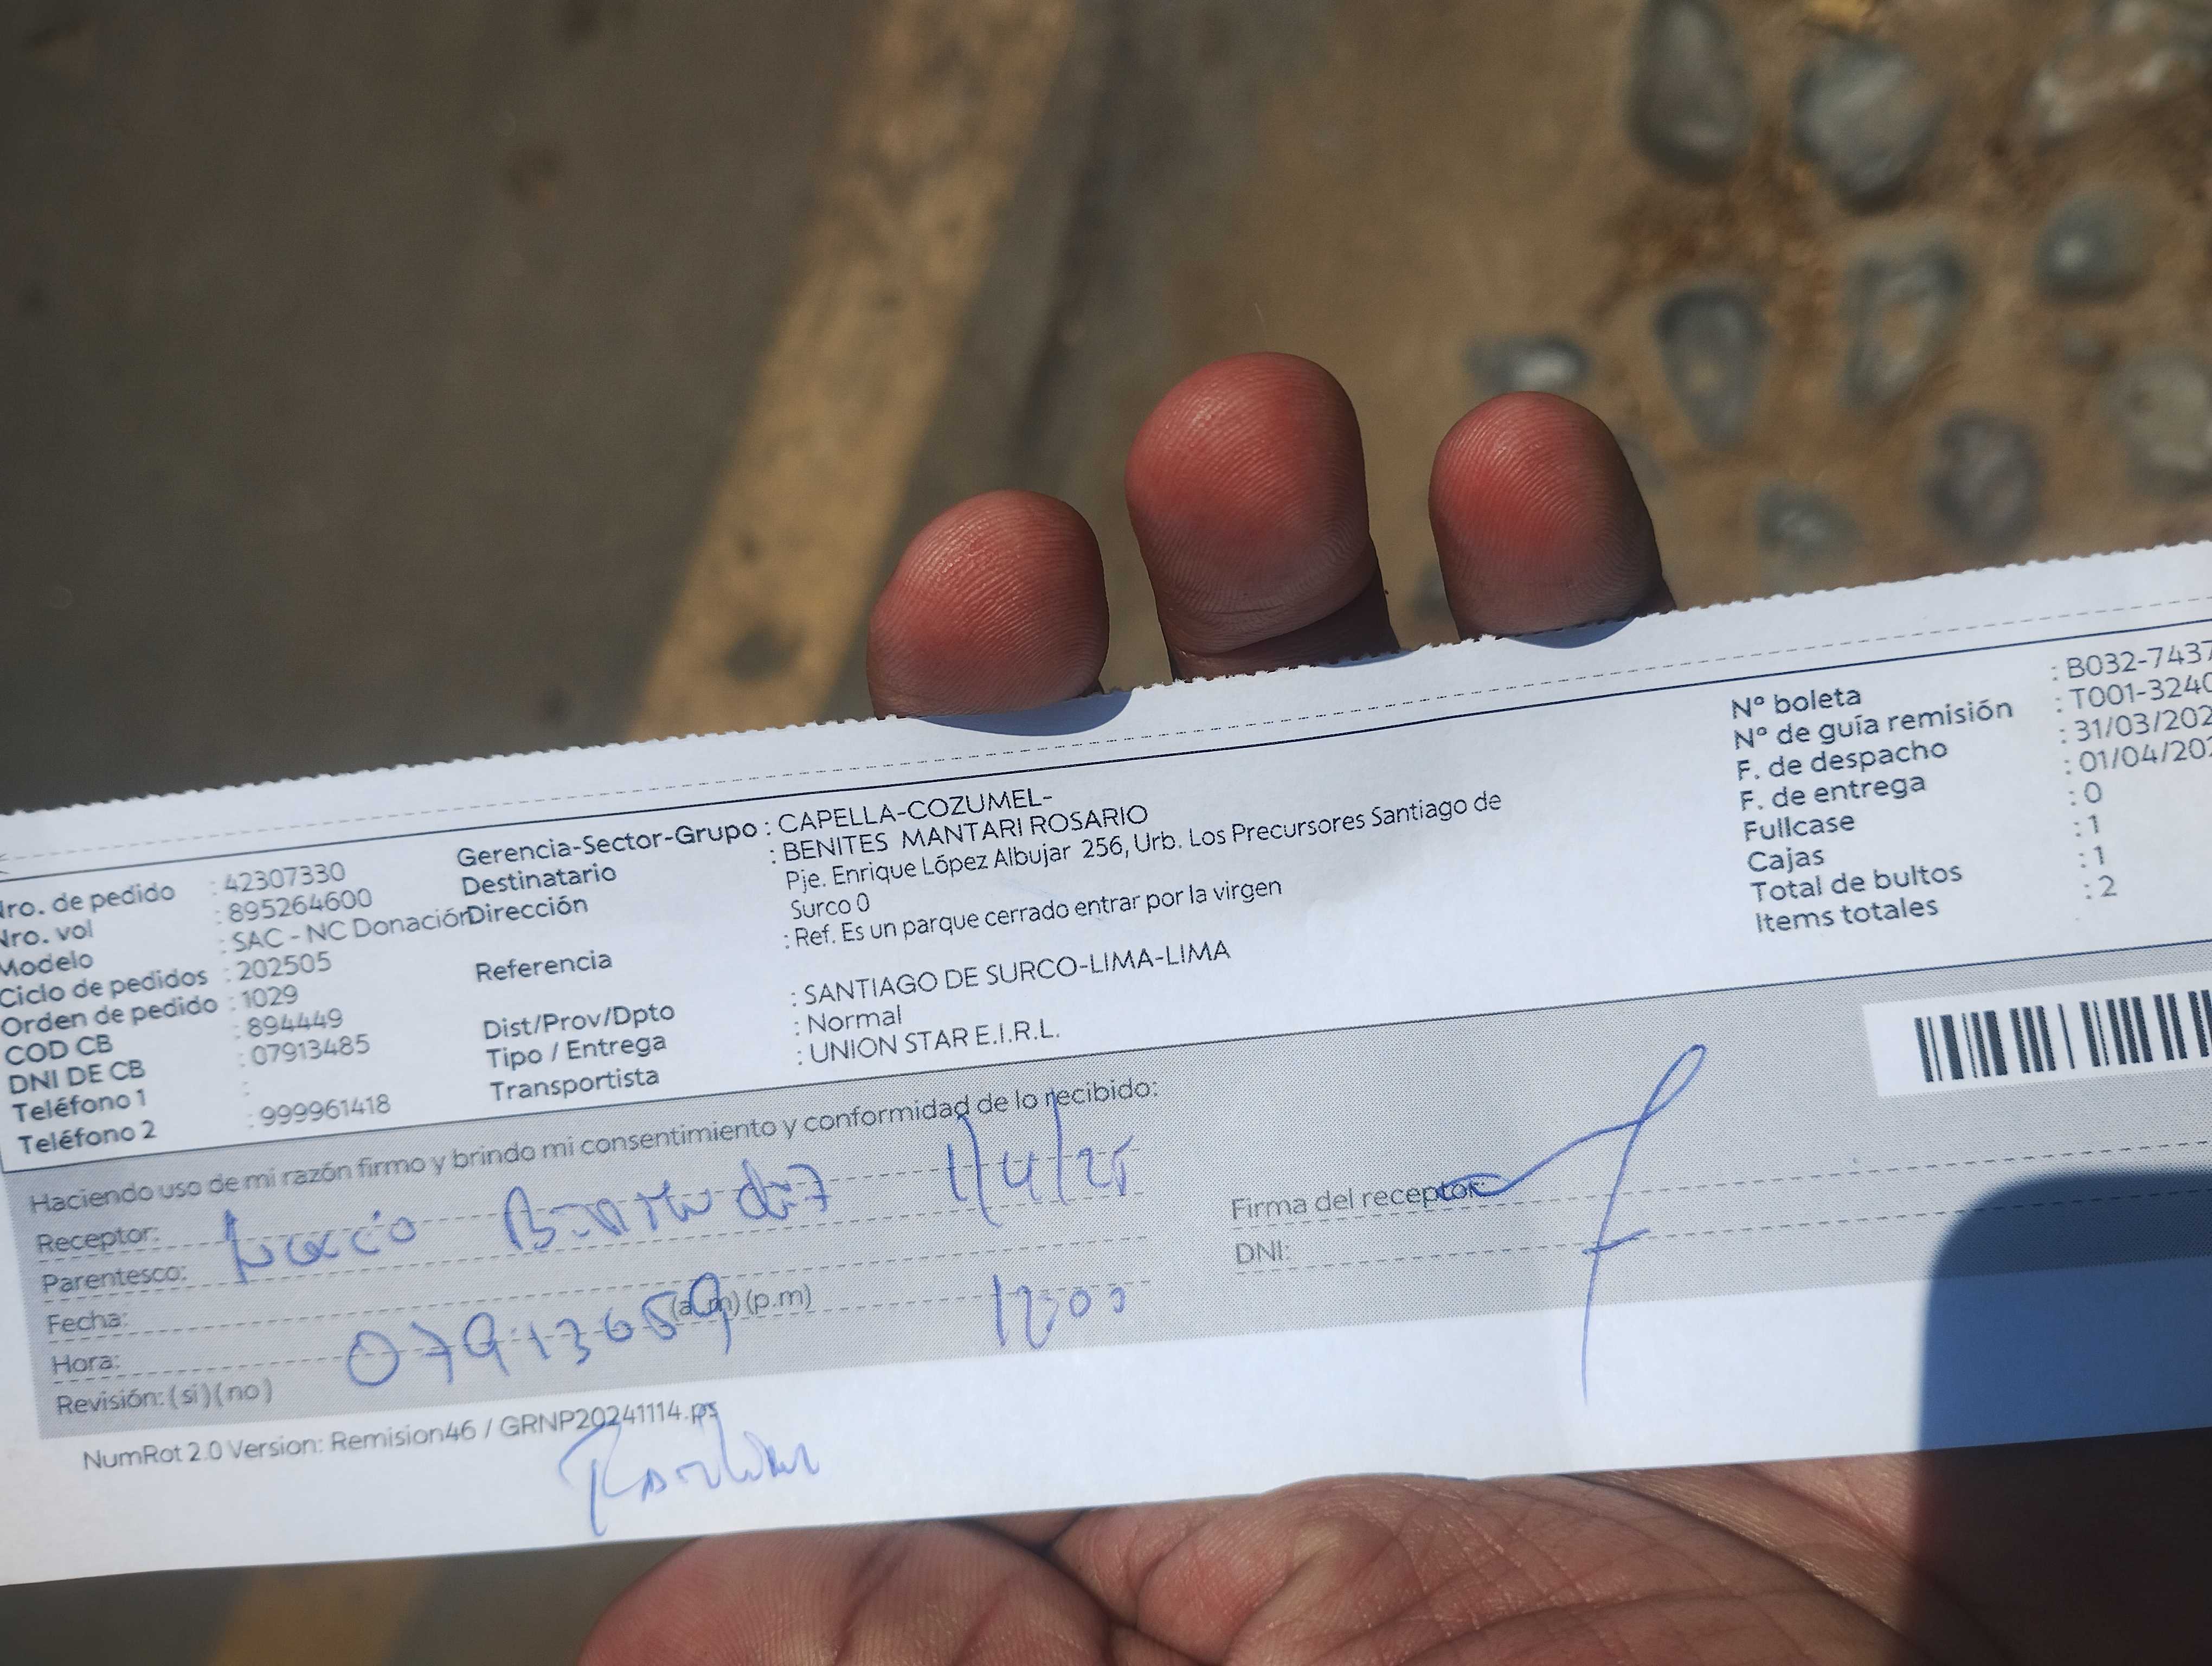 Nro. de pedido : 42307330
Nro. vol : 895264600
Modelo : SAC - NC Donación
Ciclo de pedidos : 202505
Orden de pedido : 1029
COD CB : 894449
DNI DE CB : 07913485
Teléfono 1 :
Teléfono 2 : 999961418
Gerencia-Sector-Grupo : CAPELLA-COZUMEL-
Destinatario : BENITES MANTARI ROSARIO
Dirección : Pje. Enrique López Albujar 256, Urb. Los Precursores Santiago de
Surco 0
Referencia : Ref. Es un parque cerrado entrar por la virgen
Dist/Prov/Dpto : SANTIAGO DE SURCO-LIMA-LIMA
Tipo / Entrega : Normal
Transportista : UNION STAR E.I.R.L.
Nº boleta : B032-7437
Nº de guía remisión : T001-3240
F. de despacho : 31/03/202
F. de entrega : 01/04/202
Fullcase : 0
Cajas : 1
Total de bultos : 1
Items totales : 2
Haciendo uso de mi razón firmo y brindo mi consentimiento y conformidad de lo recibido:
Receptor: 1/4/25
Parentesco:
Fecha:
Hora: 07913659 (a.m)(p.m) 12:00
Revisión: (si)(no)
Firma del receptor:
DNI:
NumRot 2.0 Version: Remision46 / GRNP20241114.ps